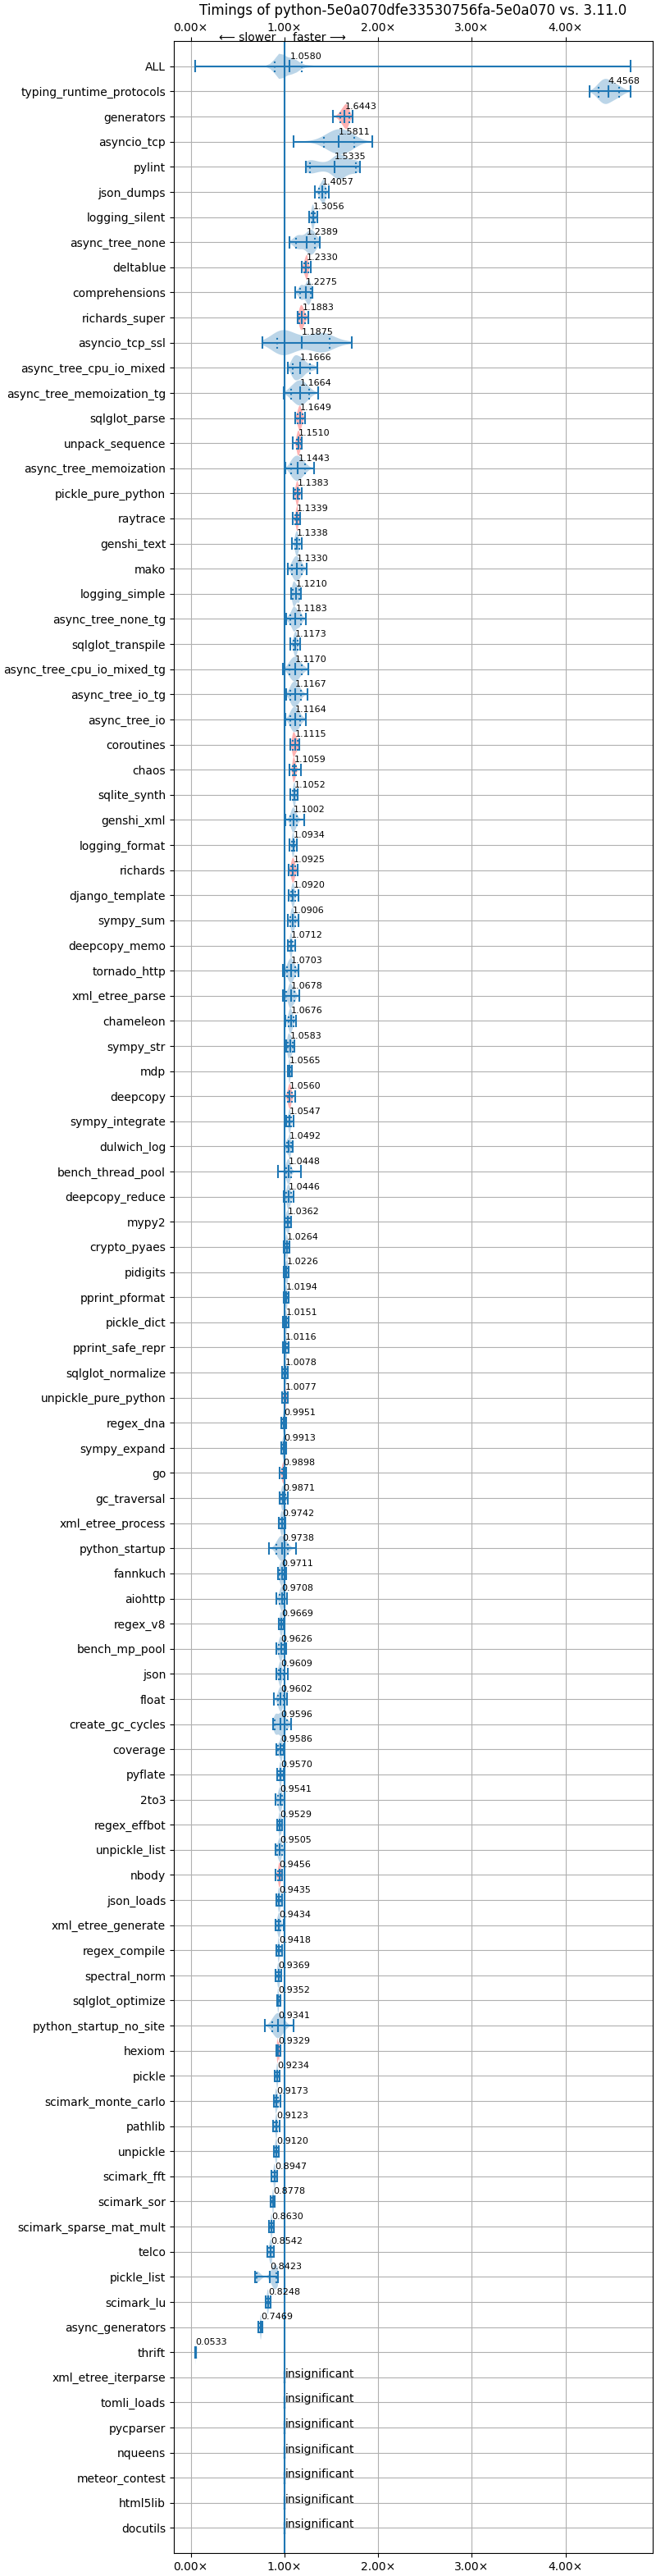 Timings of python-5e0a070dfe33530756fa-5e0a070 vs. 3.11.0
0.00× 1.00× 2.00× 3.00× 4.00×
⟵ slower faster ⟶
ALL 1.0580
typing_runtime_protocols 4.4568
generators 1.6443
asyncio_tcp 1.5811
pylint 1.5335
json_dumps 1.4057
logging_silent 1.3056
async_tree_none 1.2389
deltablue 1.2330
comprehensions 1.2275
richards_super 1.1883
asyncio_tcp_ssl 1.1875
async_tree_cpu_io_mixed 1.1666
async_tree_memoization_tg 1.1664
sqlglot_parse 1.1649
unpack_sequence 1.1510
async_tree_memoization 1.1443
pickle_pure_python 1.1383
raytrace 1.1339
genshi_text 1.1338
mako 1.1330
logging_simple 1.1210
async_tree_none_tg 1.1183
sqlglot_transpile 1.1173
async_tree_cpu_io_mixed_tg 1.1170
async_tree_io_tg 1.1167
async_tree_io 1.1164
coroutines 1.1115
chaos 1.1059
sqlite_synth 1.1052
genshi_xml 1.1002
logging_format 1.0934
richards 1.0925
django_template 1.0920
sympy_sum 1.0906
deepcopy_memo 1.0712
tornado_http 1.0703
xml_etree_parse 1.0678
chameleon 1.0676
sympy_str 1.0583
mdp 1.0565
deepcopy 1.0560
sympy_integrate 1.0547
dulwich_log 1.0492
bench_thread_pool 1.0448
deepcopy_reduce 1.0446
mypy2 1.0362
crypto_pyaes 1.0264
pidigits 1.0226
pprint_pformat 1.0194
pickle_dict 1.0151
pprint_safe_repr 1.0116
sqlglot_normalize 1.0078
unpickle_pure_python 1.0077
regex_dna 0.9951
sympy_expand 0.9913
go 0.9898
gc_traversal 0.9871
xml_etree_process 0.9742
python_startup 0.9738
fannkuch 0.9711
aiohttp 0.9708
regex_v8 0.9669
bench_mp_pool 0.9626
json 0.9609
float 0.9602
create_gc_cycles 0.9596
coverage 0.9586
pyflate 0.9570
2to3 0.9541
regex_effbot 0.9529
unpickle_list 0.9505
nbody 0.9456
json_loads 0.9435
xml_etree_generate 0.9434
regex_compile 0.9418
spectral_norm 0.9369
sqlglot_optimize 0.9352
python_startup_no_site 0.9341
hexiom 0.9329
pickle 0.9234
scimark_monte_carlo 0.9173
pathlib 0.9123
unpickle 0.9120
scimark_fft 0.8947
scimark_sor 0.8778
scimark_sparse_mat_mult 0.8630
telco 0.8542
pickle_list 0.8423
scimark_lu 0.8248
async_generators 0.7469
thrift 0.0533
xml_etree_iterparse insignificant
tomli_loads insignificant
pycparser insignificant
nqueens insignificant
meteor_contest insignificant
html5lib insignificant
docutils insignificant
0.00× 1.00× 2.00× 3.00× 4.00×